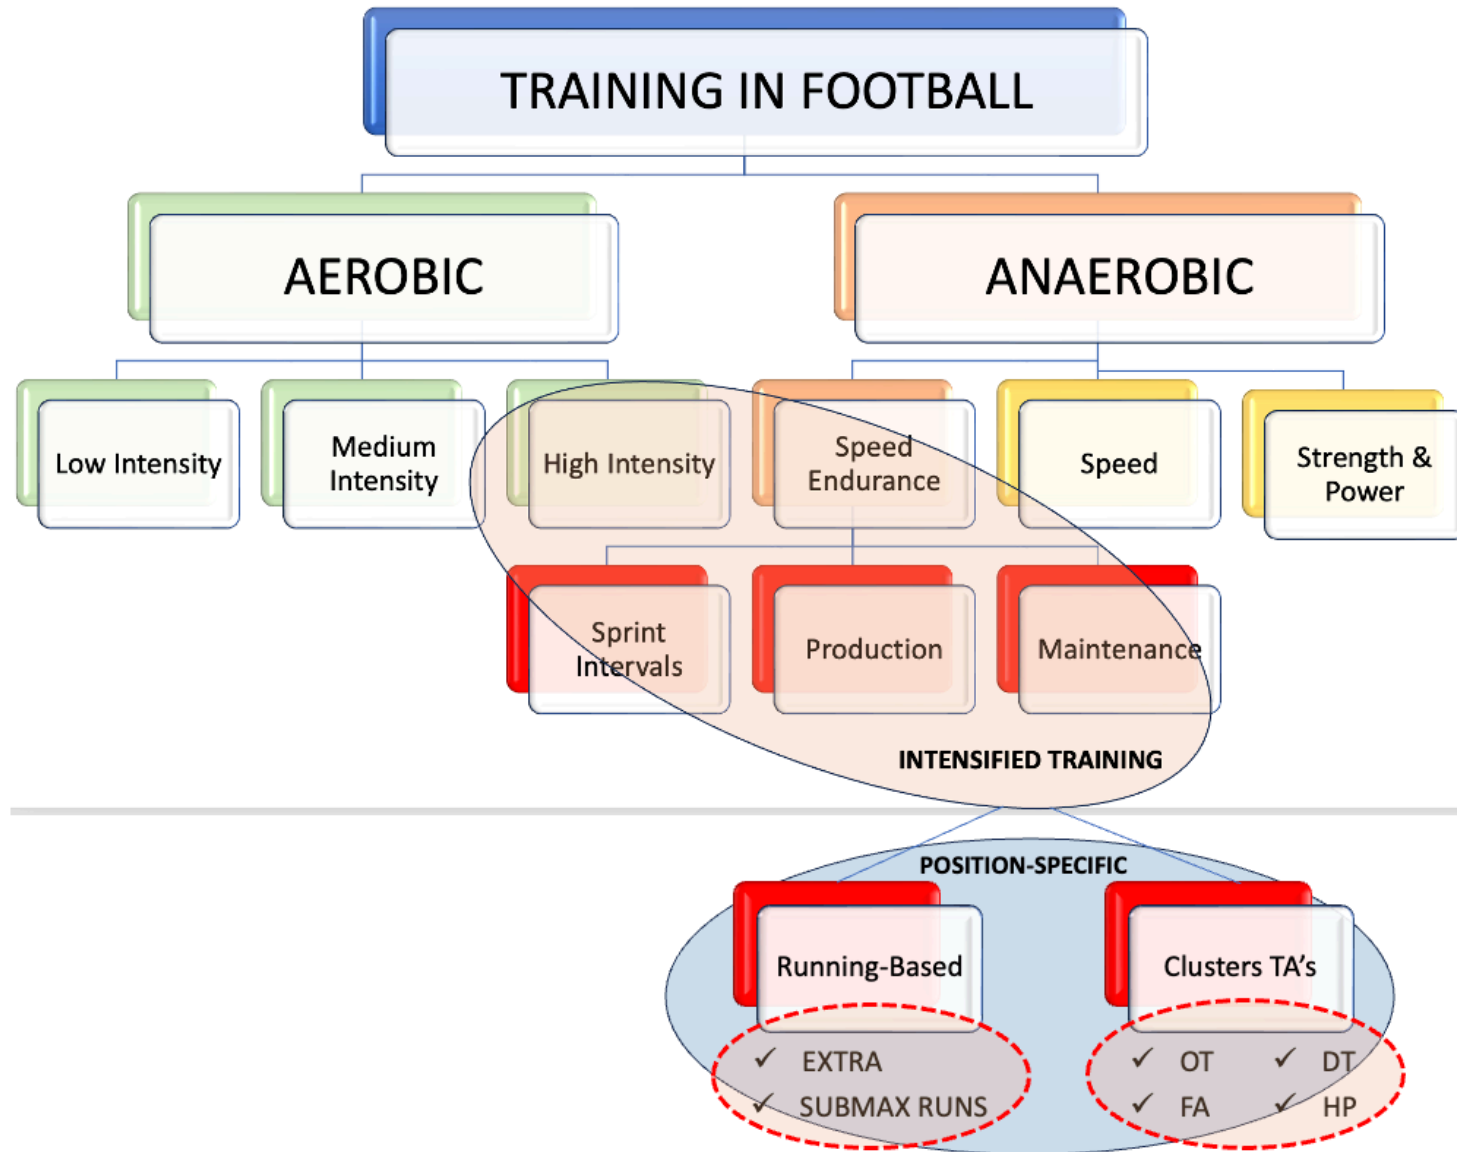 TRAINING IN FOOTBALL
AEROBIC
ANAEROBIC
Low Intensity
Medium
Intensity
High Intensity
Speed
Endurance
Speed
Strength &
Power
Sprint
Intervals
Production
Maintenance
INTENSIFIED TRAINING
POSITION-SPECIFIC
Running-Based
Clusters TA's
✓ EXTRA
✓ SUBMAX RUNS
✓ OT ✓ DT
✓ FA ✓ HP